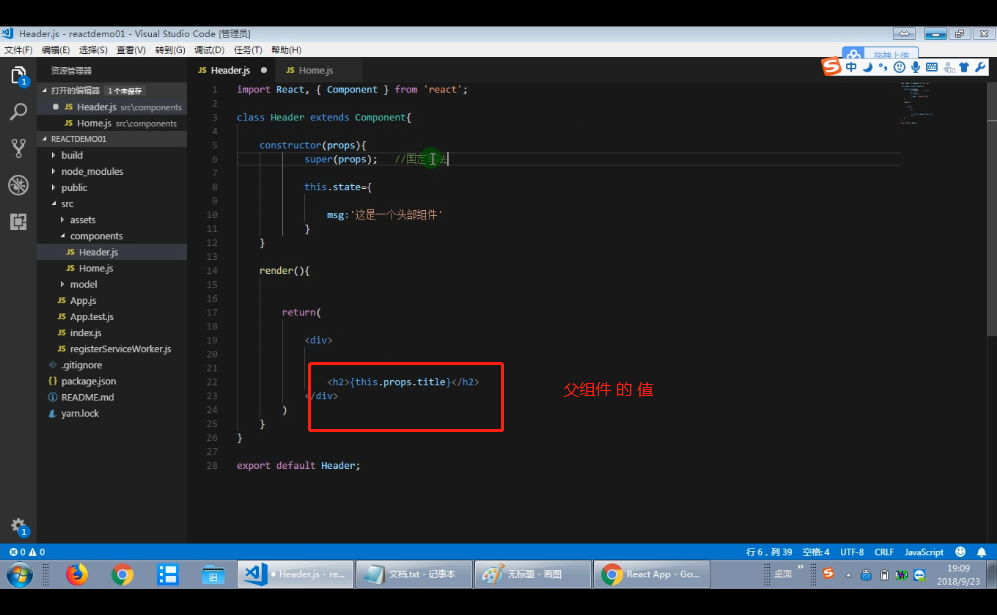 Header.js - reactdemo01 - Visual Studio Code [管理员]
文件(F) 编辑(E) 选择(S) 查看(V) 转到(G) 调试(D) 任务(T) 帮助(H)
拖拽上传
中
资源管理器
Header.js
Home.js
打开的编辑器 1 个未保存
JS Header.js src\components
JS Home.js src\components
REACTDEMO01
build
node_modules
public
src
assets
components
JS Header.js
JS Home.js
model
JS App.js
JS App.test.js
JS index.js
JS registerServiceWorker.js
.gitignore
{} package.json
README.md
yarn.lock
1 import React, { Component } from 'react';
2
3 class Header extends Component{
4
5 constructor(props){
6 super(props); //固定
7
8 this.state={
9
10 msg:'这是一个头部组件'
11 }
12 }
13
14 render(){
15
16
17 return(
18
19 <div>
20
21
22 <h2>{this.props.title}</h2>
23 </div>
24 )
25 }
26 }
27
28 export default Header;
父组件 的 值
0 0
行 6，列 39 空格: 4 UTF-8 CRLF JavaScript
Header.js - re...
文档.txt - 记事本
无标题 - 画图
React App - Go...
桌面
19:09
2018/9/23